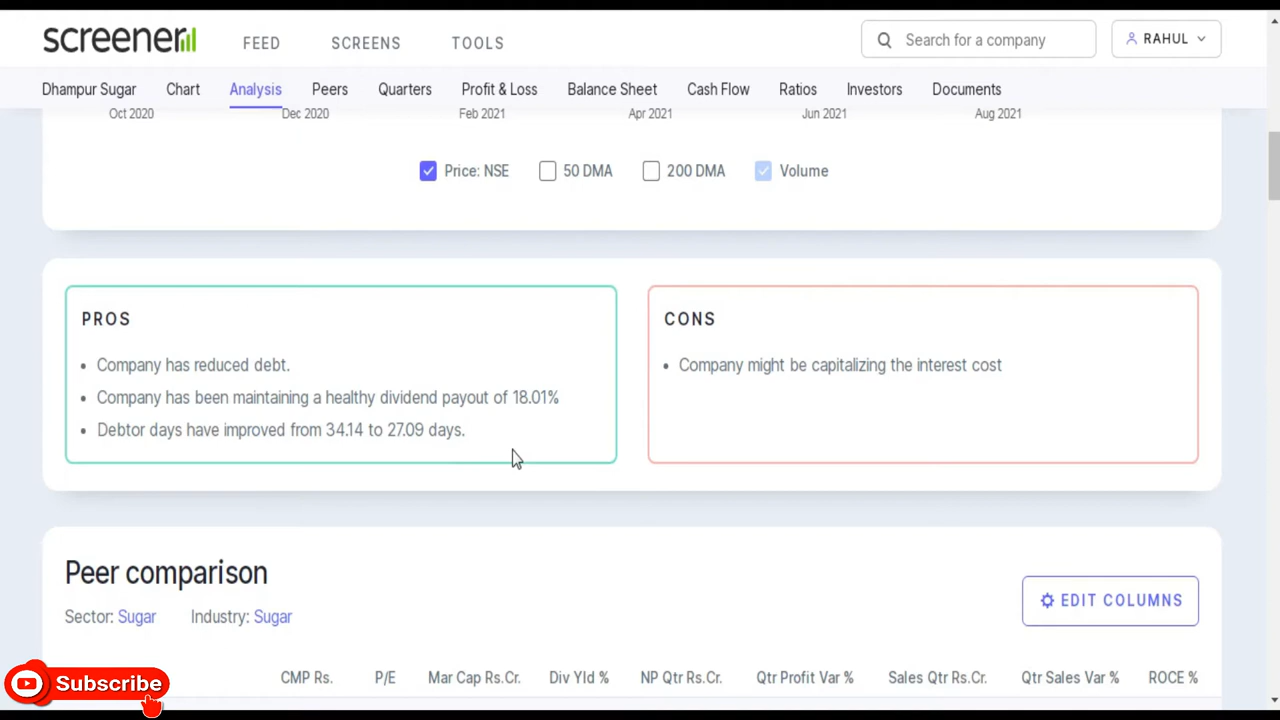 screener
FEED SCREENS TOOLS
Search for a company
RAHUL
Dhampur Sugar Chart Analysis Peers Quarters Profit & Loss Balance Sheet Cash Flow Ratios Investors Documents
Oct 2020 Dec 2020 Feb 2021 Apr 2021 Jun 2021 Aug 2021
Price: NSE 50 DMA 200 DMA Volume
PROS
• Company has reduced debt.
• Company has been maintaining a healthy dividend payout of 18.01%
• Debtor days have improved from 34.14 to 27.09 days.
CONS
• Company might be capitalizing the interest cost
Peer comparison
Sector: Sugar Industry: Sugar
EDIT COLUMNS
CMP Rs. P/E Mar Cap Rs.Cr. Div Yld % NP Qtr Rs.Cr. Qtr Profit Var % Sales Qtr Rs.Cr. Qtr Sales Var % ROCE %
Subscribe